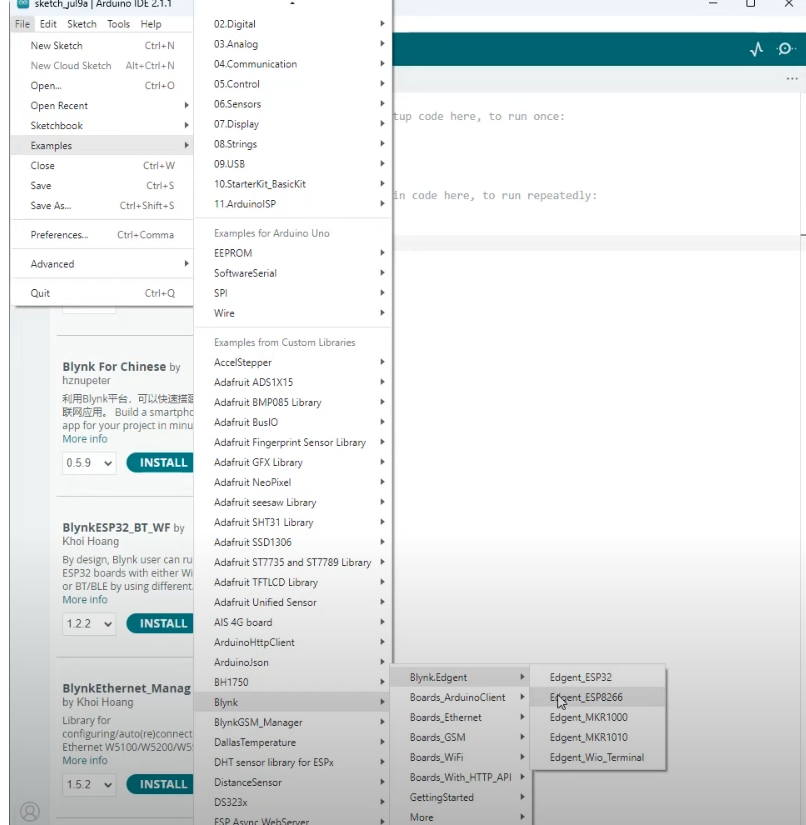 sketch_jul9a | Arduino IDE 2.1.1
File Edit Sketch Tools Help
New Sketch Ctrl+N
New Cloud Sketch Alt+Ctrl+N
Open... Ctrl+O
Open Recent
Sketchbook
Examples
Close Ctrl+W
Save Ctrl+S
Save As... Ctrl+Shift+S
Preferences... Ctrl+Comma
Advanced
Quit Ctrl+Q
02.Digital
03.Analog
04.Communication
05.Control
06.Sensors
07.Display
08.Strings
09.USB
10.StarterKit_BasicKit
11.ArduinoISP
Examples for Arduino Uno
EEPROM
SoftwareSerial
SPI
Wire
Examples from Custom Libraries
AccelStepper
Adafruit ADS1X15
Adafruit BMP085 Library
Adafruit BusIO
Adafruit Fingerprint Sensor Library
Adafruit GFX Library
Adafruit NeoPixel
Adafruit seesaw Library
Adafruit SHT31 Library
Adafruit SSD1306
Adafruit ST7735 and ST7789 Library
Adafruit TFTLCD Library
Adafruit Unified Sensor
AIS 4G board
ArduinoHttpClient
ArduinoJson
BH1750
Blynk
BlynkGSM_Manager
DallasTemperature
DHT sensor library for ESPx
DistanceSensor
DS323x
ESP Async WebServer
Blynk.Edgent
Boards_ArduinoClient
Boards_Ethernet
Boards_GSM
Boards_WiFi
Boards_With_HTTP_API
GettingStarted
More
Edgent_ESP32
Edgent_ESP8266
Edgent_MKR1000
Edgent_MKR1010
Edgent_Wio_Terminal
tup code here, to run once:
in code here, to run repeatedly:
Blynk For Chinese by
hznupeter
利用Blynk平台，可以快速搭建
联网应用。 Build a smartpho
app for your project in minu
More info
0.5.9 INSTALL
BlynkESP32_BT_WF by
Khoi Hoang
By design, Blynk user can ru
ESP32 boards with either Wi
or BT/BLE by using different
More info
1.2.2 INSTALL
BlynkEthernet_Manag
by Khoi Hoang
Library for
configuring/auto(re)connect
Ethernet W5100/W5200/W5
More info
1.5.2 INSTALL